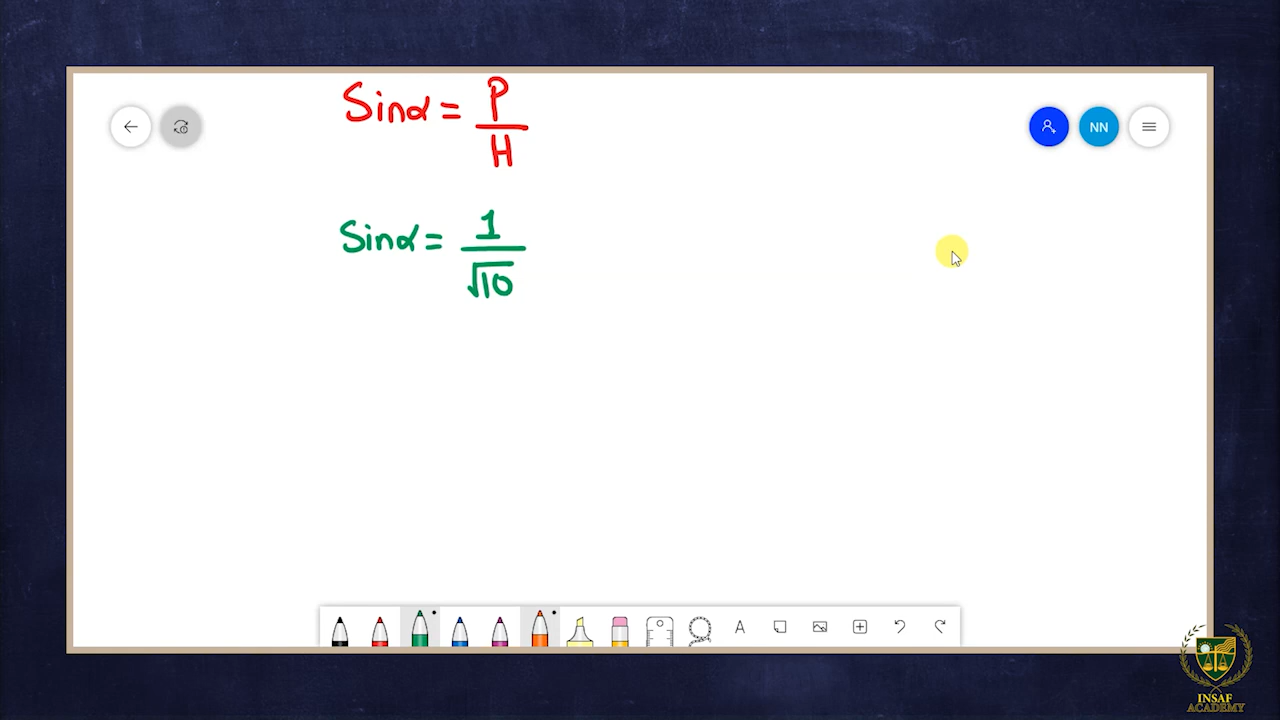 Sinα = P/H
NN
Sinα = 1/√10
A
INSAF
ACADEMY